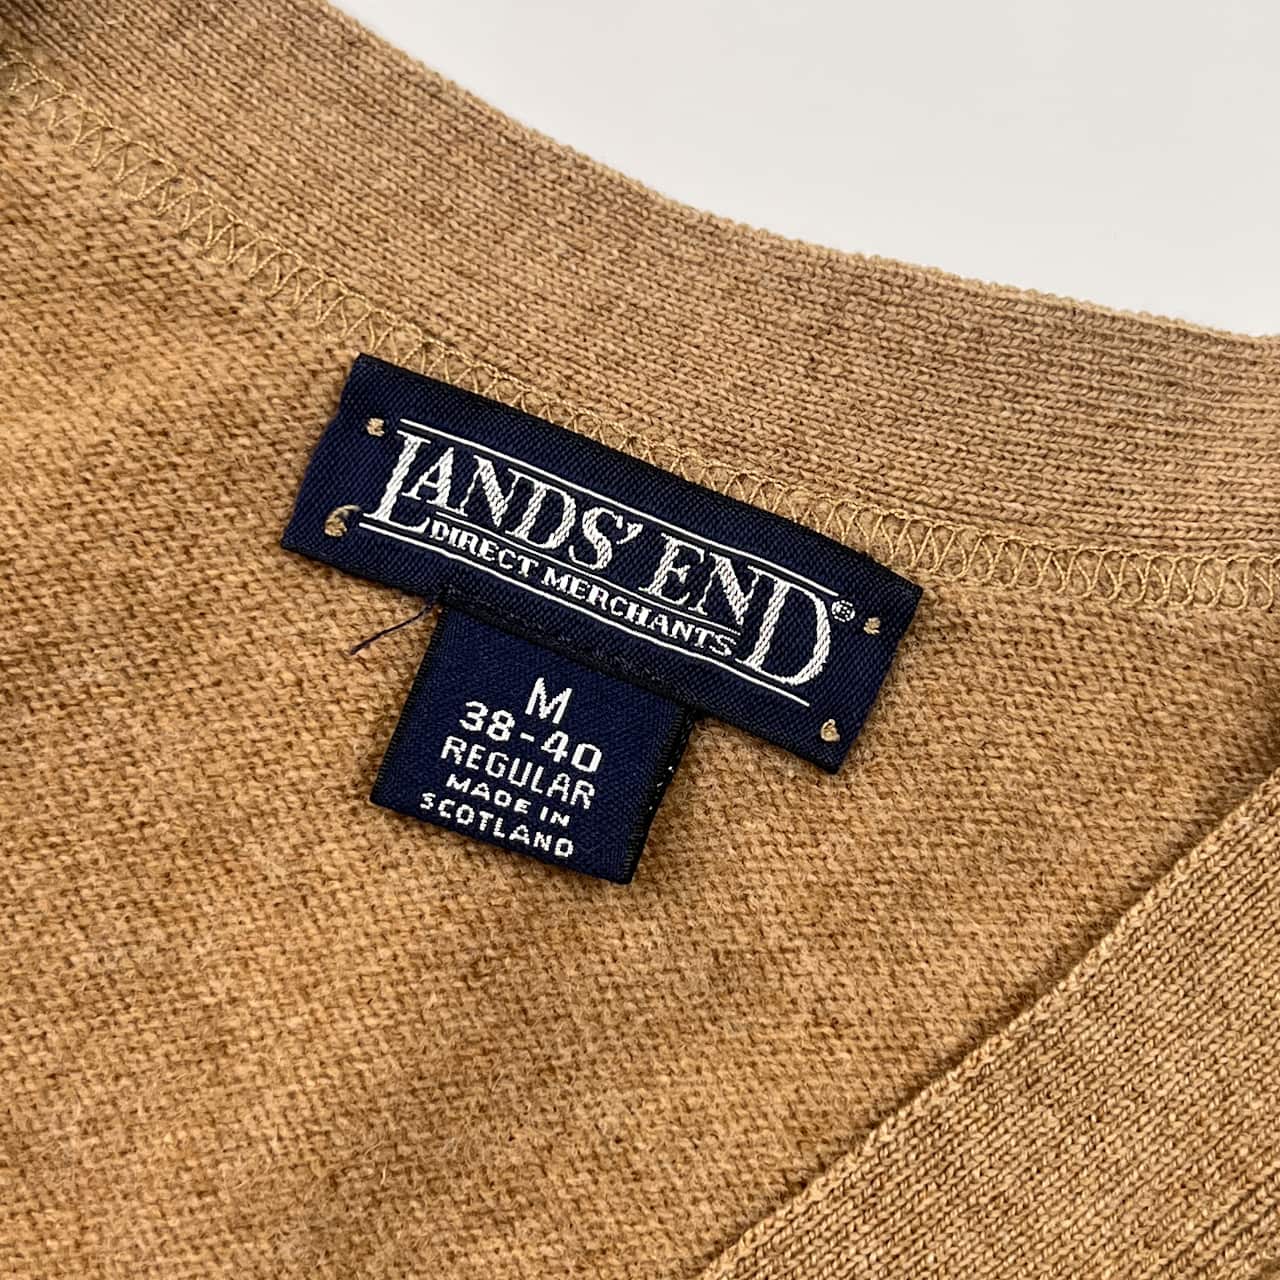 LANDS' END®
DIRECT MERCHANTS
M
38-40
REGULAR
MADE IN
SCOTLAND